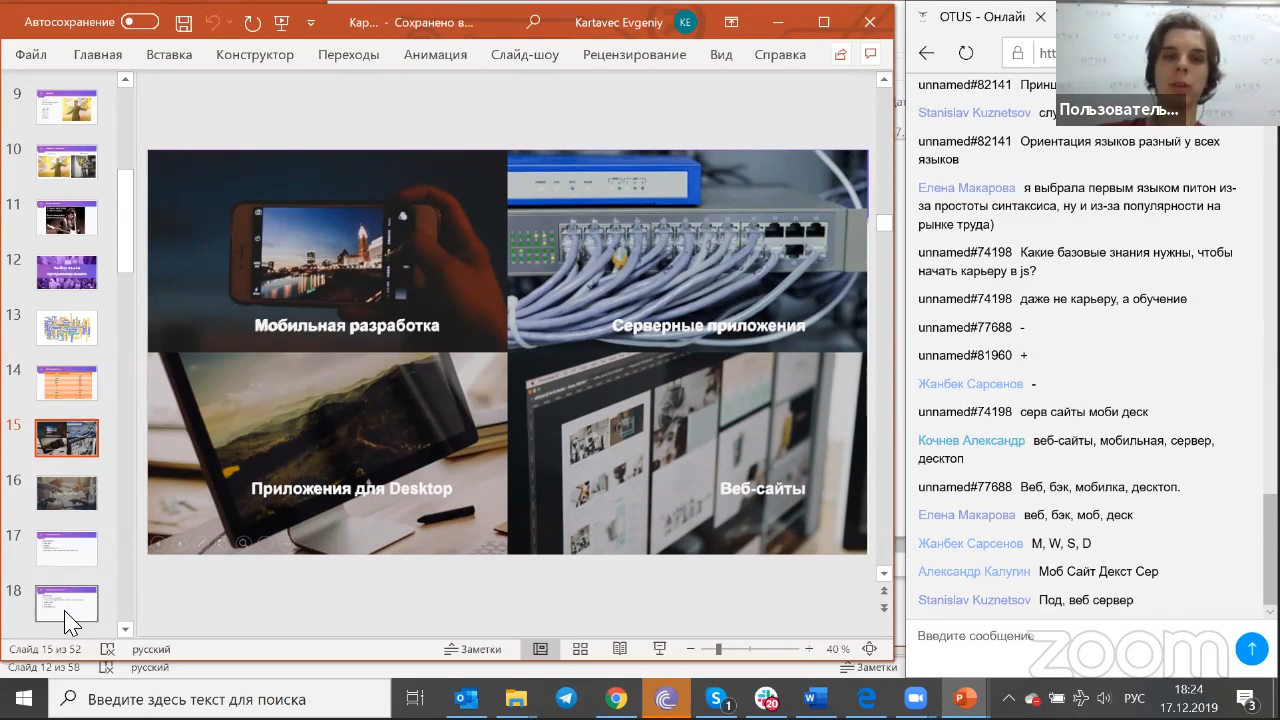 Автосохранение
Кар... - Сохранено в...
Kartavec Evgeniy
KE
Файл
Главная
Вставка
Конструктор
Переходы
Анимация
Слайд-шоу
Рецензирование
Вид
Справка
9
10
11
12
13
14
15
16
17
18
Мобильная разработка
Серверные приложения
Приложения для Desktop
Веб-сайты
Слайд 15 из 52
русский
Заметки
40 %
Слайд 12 из 58
русский
Заметки
OTUS - Онлай
Пользователь...
unnamed#82141 Принц
Stanislav Kuznetsov
unnamed#82141 Ориентация языков разный у всех
языков
Елена Макарова я выбрала первым языком питон из-
за простоты синтаксиса, ну и из-за популярности на
рынке труда)
unnamed#74198 Какие базовые знания нужны, чтобы
начать карьеру в js?
unnamed#74198 даже не карьеру, а обучение
unnamed#77688 -
unnamed#81960 +
Жанбек Сарсенов -
unnamed#74198 серв сайты моби деск
Кочнев Александр веб-сайты, мобильная, сервер,
десктоп
unnamed#77688 Веб, бэк, мобилка, десктоп.
Елена Макарова веб, бэк, моб, деск
Жанбек Сарсенов M, W, S, D
Александр Калугин Моб Сайт Декст Сер
Stanislav Kuznetsov Под, веб сервер
Введите сообщение
zoom
Введите здесь текст для поиска
1
20
РУС
18:24
17.12.2019
3